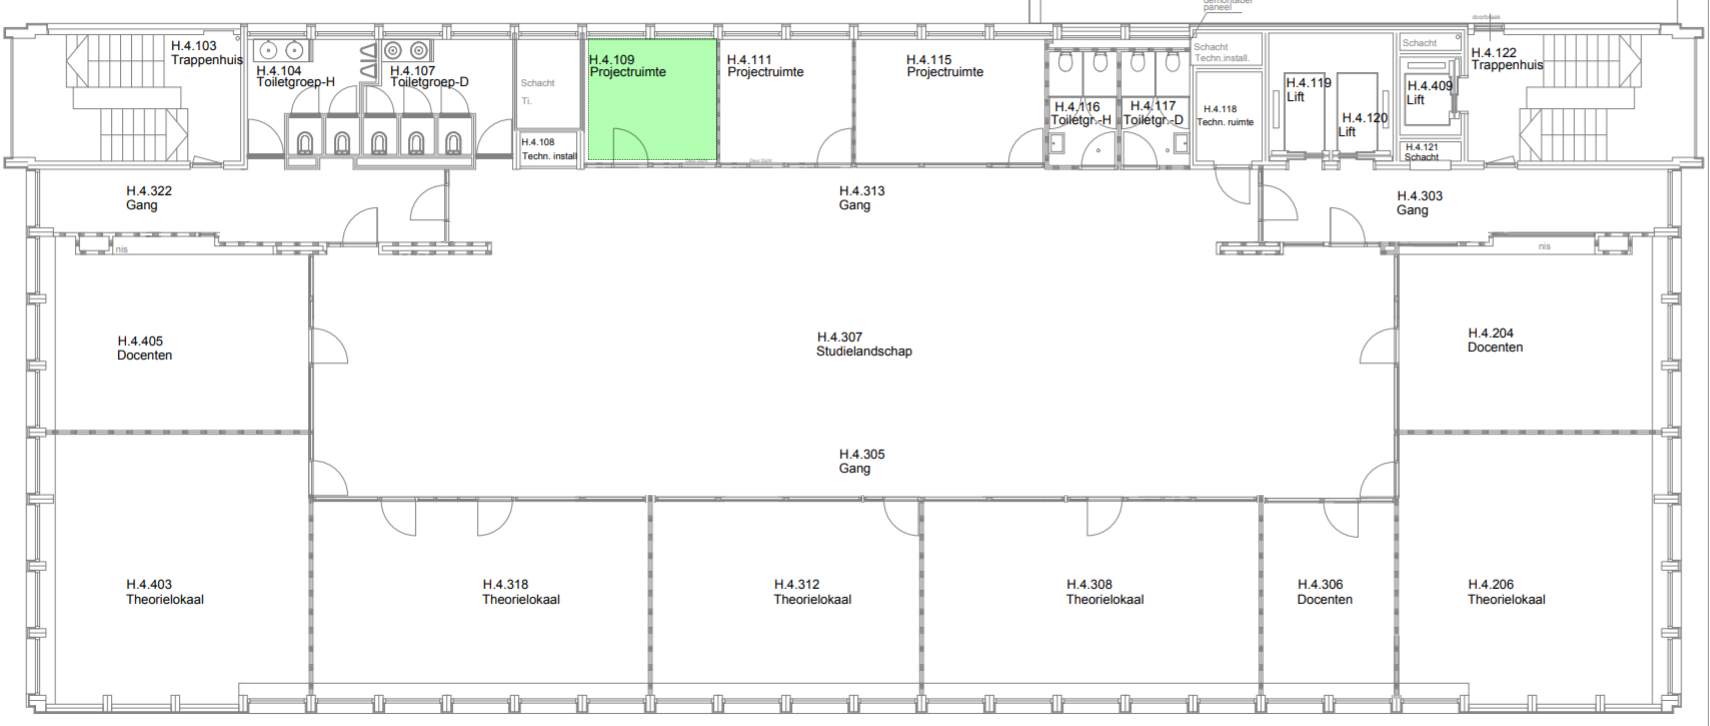 demontabel
paneel
doorbraak
H.4.103
Trappenhuis
H.4.104
Toiletgroep-H
H.4.107
Toiletgroep-D
Schacht
Ti.
H.4.108
Techn. install
H.4.109
Projectruimte
H.4.111
Projectruimte
H.4.115
Projectruimte
H.4.116
Toiletgr.-H
H.4.117
Toiletgr.-D
Schacht
Techn.install.
H.4.118
Techn. ruimte
H.4.119
Lift
H.4.120
Lift
Schacht
H.4.409
Lift
H.4.121
Schacht
H.4.122
Trappenhuis
H.4.322
Gang
H.4.313
Gang
H.4.303
Gang
nis
nis
H.4.405
Docenten
H.4.307
Studielandschap
H.4.204
Docenten
H.4.305
Gang
H.4.403
Theorielokaal
H.4.318
Theorielokaal
H.4.312
Theorielokaal
H.4.308
Theorielokaal
H.4.306
Docenten
H.4.206
Theorielokaal